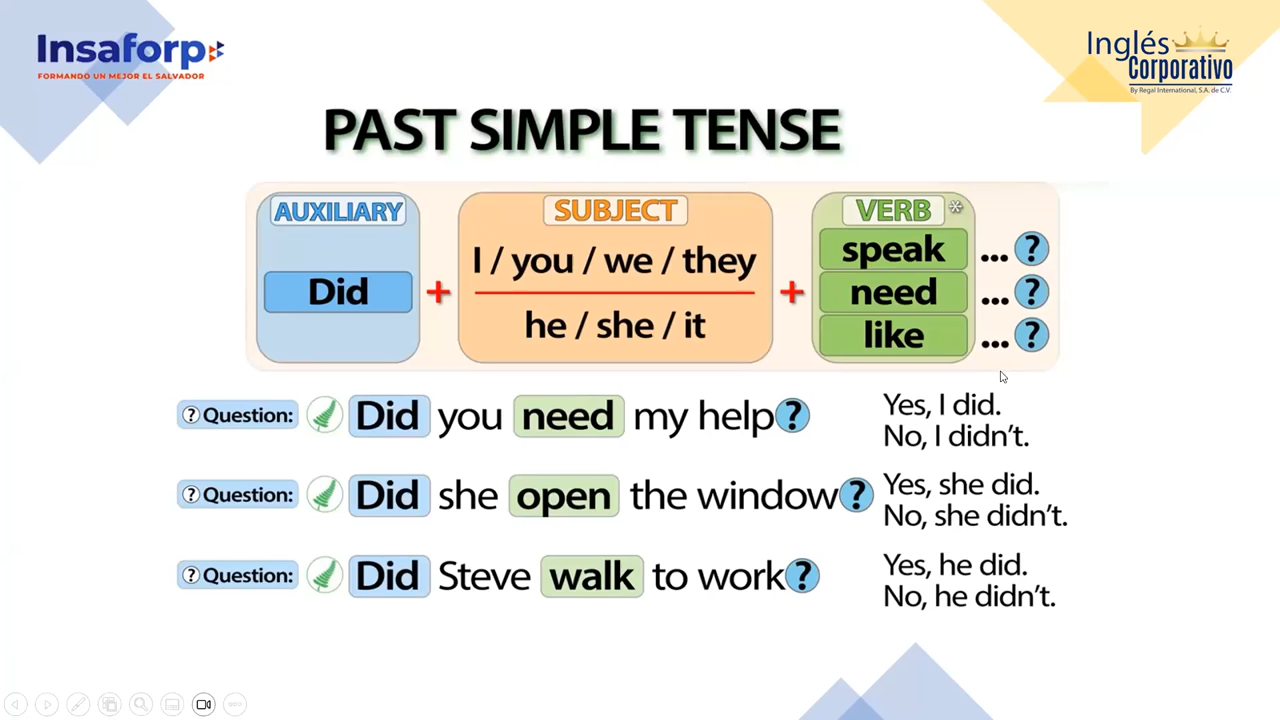 Insaforp
FORMANDO UN MEJOR EL SALVADOR
Inglés
Corporativo
By Regal International, S.A. de C.V.
PAST SIMPLE TENSE
AUXILIARY
Did
+
SUBJECT
I / you / we / they
he / she / it
+
VERB *
speak ... ?
need ... ?
like ... ?
? Question: Did you need my help?
Yes, I did.
No, I didn't.
? Question: Did she open the window?
Yes, she did.
No, she didn't.
? Question: Did Steve walk to work?
Yes, he did.
No, he didn't.